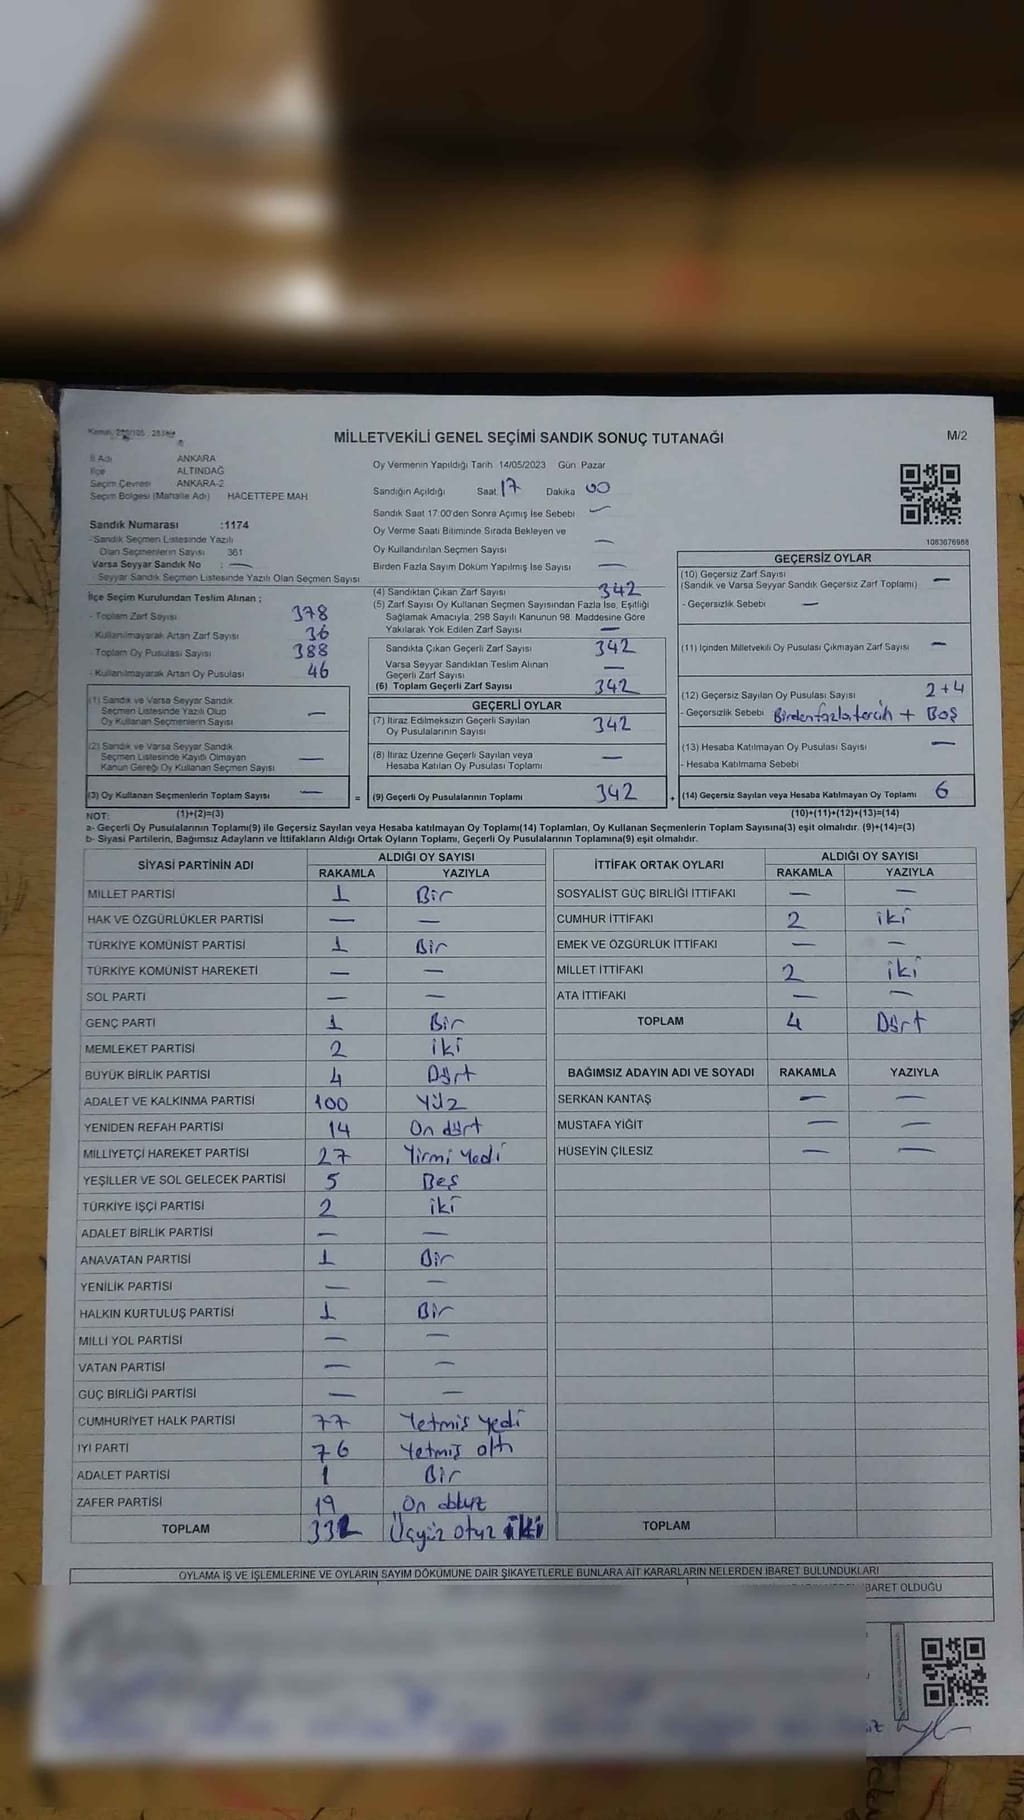 MİLLETVEKİLİ GENEL SEÇİMİ SANDIK SONUÇ TUTANAĞI
M/2
İl Adı ANKARA
İlçe ALTINDAĞ
Seçim Çevresi ANKARA-2
Seçim Bölgesi (Mahalle Adı) HACETTEPE MAH
Oy Vermenin Yapıldığı Tarih 14/05/2023 Gün Pazar
Sandığın Açıldığı Saat 17 Dakika 00
Sandık Saat 17:00'den Sonra Açılmış İse Sebebi —
Oy Verme Saati Bitiminde Sırada Bekleyen ve
Oy Kullandırılan Seçmen Sayısı —
Birden Fazla Sayım Döküm Yapılmış İse Sayısı —
1083676988
Sandık Numarası :1174
- Sandık Seçmen Listesinde Yazılı
Olan Seçmenlerin Sayısı 361
Varsa Seyyar Sandık No : —
- Seyyar Sandık Seçmen Listesinde Yazılı Olan Seçmen Sayısı
İlçe Seçim Kurulundan Teslim Alınan ;
- Toplam Zarf Sayısı 378
- Kullanılmayarak Artan Zarf Sayısı 36
- Toplam Oy Pusulası Sayısı 388
- Kullanılmayarak Artan Oy Pusulası 46
(1) Sandık ve Varsa Seyyar Sandık
Seçmen Listesinde Yazılı Olup
Oy Kullanan Seçmenlerin Sayısı —
(2) Sandık ve Varsa Seyyar Sandık
Seçmen Listesinde Kayıtlı Olmayan
Kanun Gereği Oy Kullanan Seçmen Sayısı —
(3) Oy Kullanan Seçmenlerin Toplam Sayısı —
(4) Sandıktan Çıkan Zarf Sayısı 342
(5) Zarf Sayısı Oy Kullanan Seçmen Sayısından Fazla İse, Eşitliği
Sağlamak Amacıyla, 298 Sayılı Kanunun 98. Maddesine Göre
Yakılarak Yok Edilen Zarf Sayısı —
Sandıkta Çıkan Geçerli Zarf Sayısı 342
Varsa Seyyar Sandıktan Teslim Alınan
Geçerli Zarf Sayısı —
(6) Toplam Geçerli Zarf Sayısı 342
GEÇERLİ OYLAR
(7) İtiraz Edilmeksizin Geçerli Sayılan
Oy Pusulalarının Sayısı 342
(8) İtiraz Üzerine Geçerli Sayılan veya
Hesaba Katılan Oy Pusulası Toplamı —
= (9) Geçerli Oy Pusulalarının Toplamı 342
GEÇERSİZ OYLAR
(10) Geçersiz Zarf Sayısı —
(Sandık ve Varsa Seyyar Sandık Geçersiz Zarf Toplamı)
- Geçersizlik Sebebi —
(11) İçinden Milletvekili Oy Pusulası Çıkmayan Zarf Sayısı —
(12) Geçersiz Sayılan Oy Pusulası Sayısı 2+4
- Geçersizlik Sebebi Birden fazla tercih + Boş
(13) Hesaba Katılmayan Oy Pusulası Sayısı —
- Hesaba Katılmama Sebebi
+ (14) Geçersiz Sayılan veya Hesaba Katılmayan Oy Toplamı 6
NOT: (1)+(2)=(3) (10)+(11)+(12)+(13)=(14)
a- Geçerli Oy Pusulalarının Toplamı(9) ile Geçersiz Sayılan veya Hesaba katılmayan Oy Toplamı(14) Toplamları, Oy Kullanan Seçmenlerin Toplam Sayısına(3) eşit olmalıdır. (9)+(14)=(3)
b- Siyasi Partilerin, Bağımsız Adayların ve İttifakların Aldığı Ortak Oyların Toplamı, Geçerli Oy Pusulalarının Toplamına(9) eşit olmalıdır.
SİYASİ PARTİNİN ADI ALDIĞI OY SAYISI
RAKAMLA YAZIYLA
MİLLET PARTİSİ 1 Bir
HAK VE ÖZGÜRLÜKLER PARTİSİ — —
TÜRKİYE KOMÜNİST PARTİSİ 1 Bir
TÜRKİYE KOMÜNİST HAREKETİ — —
SOL PARTİ — —
GENÇ PARTİ 1 Bir
MEMLEKET PARTİSİ 2 iki
BÜYÜK BİRLİK PARTİSİ 4 Dört
ADALET VE KALKINMA PARTİSİ 100 Yüz
YENİDEN REFAH PARTİSİ 14 On dört
MİLLİYETÇİ HAREKET PARTİSİ 27 Yirmi Yedi
YEŞİLLER VE SOL GELECEK PARTİSİ 5 Beş
TÜRKİYE İŞÇİ PARTİSİ 2 iki
ADALET BİRLİK PARTİSİ — —
ANAVATAN PARTİSİ 1 Bir
YENİLİK PARTİSİ — —
HALKIN KURTULUŞ PARTİSİ 1 Bir
MİLLİ YOL PARTİSİ — —
VATAN PARTİSİ — —
GÜÇ BİRLİĞİ PARTİSİ — —
CUMHURİYET HALK PARTİSİ 77 Yetmiş yedi
İYİ PARTİ 76 Yetmiş altı
ADALET PARTİSİ 1 Bir
ZAFER PARTİSİ 19 On dokuz
TOPLAM 332 Üçyüz otuz iki
İTTİFAK ORTAK OYLARI ALDIĞI OY SAYISI
RAKAMLA YAZIYLA
SOSYALİST GÜÇ BİRLİĞİ İTTİFAKI — —
CUMHUR İTTİFAKI 2 iki
EMEK VE ÖZGÜRLÜK İTTİFAKI — —
MİLLET İTTİFAKI 2 iki
ATA İTTİFAKI — —
TOPLAM 4 Dört
BAĞIMSIZ ADAYIN ADI VE SOYADI RAKAMLA YAZIYLA
SERKAN KANTAŞ — —
MUSTAFA YİĞİT — —
HÜSEYİN ÇİLESİZ — —
TOPLAM
OYLAMA İŞ VE İŞLEMLERİNE VE OYLARIN SAYIM DÖKÜMÜNE DAİR ŞİKAYETLERLE BUNLARA AİT KARARLARIN NELERDEN İBARET BULUNDUKLARI
İBARET OLDUĞU